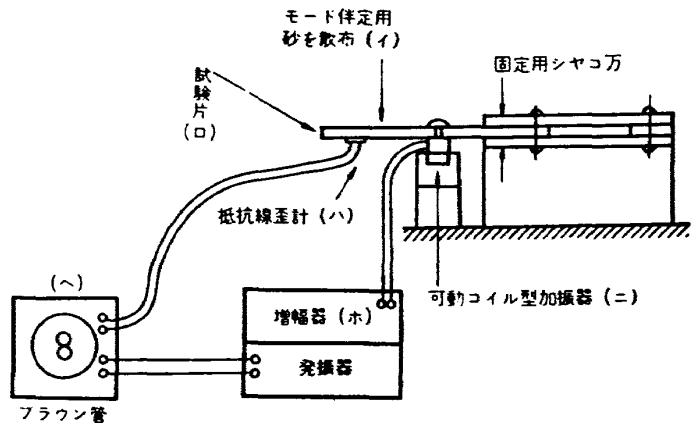 モード伴定用
砂を散布(イ)
固定用シヤコ万
試験片
(ロ)
抵抗線歪計(ハ)
(ヘ)
増幅器(ホ)
可動コイル型加振器(ニ)
発振器
8
ブラウン管